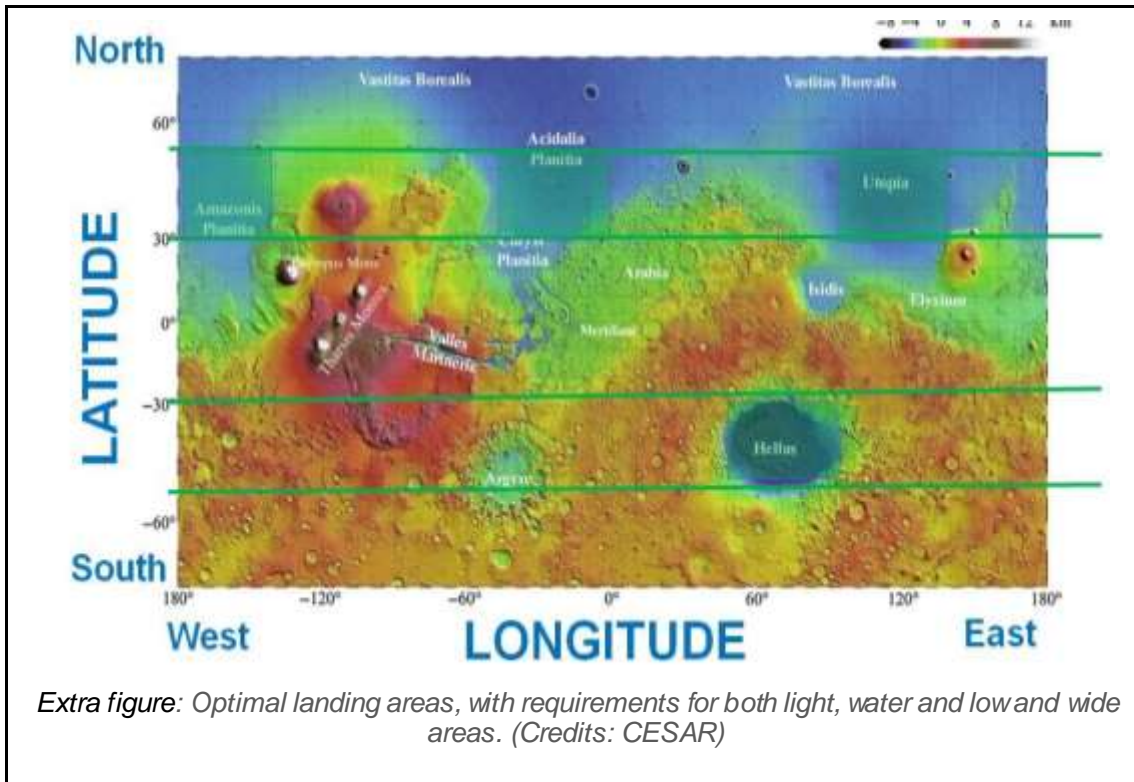 North
Vastitas Borealis
Vastitas Borealis
60°
Acidalia
Planitia
Utopia
Amazonis
Planitia
30°
Planitia
Arabia
Isidis
Elysium
0°
Meridiani
Valles
Marineris
LATITUDE
-30°
Hellas
Argyre
-60°
South
180°
-120°
-60°
0°
60°
120°
180°
West
LONGITUDE
East
Extra figure: Optimal landing areas, with requirements for both light, water and low and wide
areas. (Credits: CESAR)